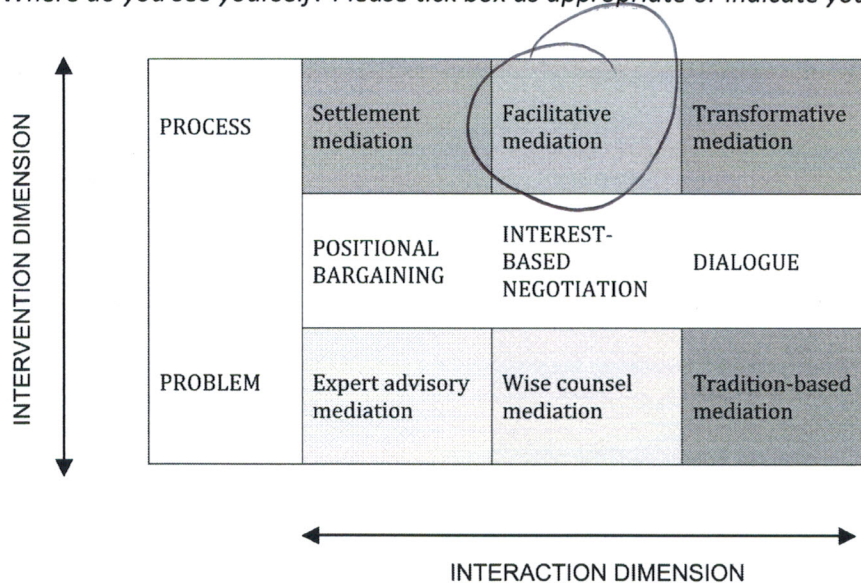 Where do you see yourself? Please tick box as appropriate or indicate you
INTERVENTION DIMENSION
PROCESS
Settlement
mediation
Facilitative
mediation
Transformative
mediation
POSITIONAL
BARGAINING
INTEREST-
BASED
NEGOTIATION
DIALOGUE
PROBLEM
Expert advisory
mediation
Wise counsel
mediation
Tradition-based
mediation
INTERACTION DIMENSION